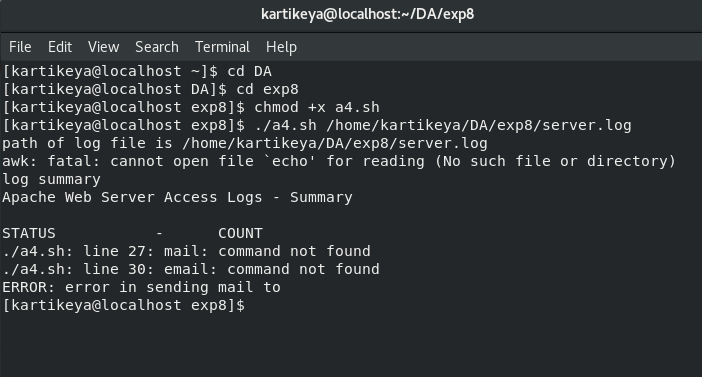 kartikeya@localhost:~/DA/exp8
File Edit View Search Terminal Help
[kartikeya@localhost ~]$ cd DA
[kartikeya@localhost DA]$ cd exp8
[kartikeya@localhost exp8]$ chmod +x a4.sh
[kartikeya@localhost exp8]$ ./a4.sh /home/kartikeya/DA/exp8/server.log
path of log file is /home/kartikeya/DA/exp8/server.log
awk: fatal: cannot open file `echo' for reading (No such file or directory)
log summary
Apache Web Server Access Logs - Summary
STATUS - COUNT
./a4.sh: line 27: mail: command not found
./a4.sh: line 30: email: command not found
ERROR: error in sending mail to
[kartikeya@localhost exp8]$